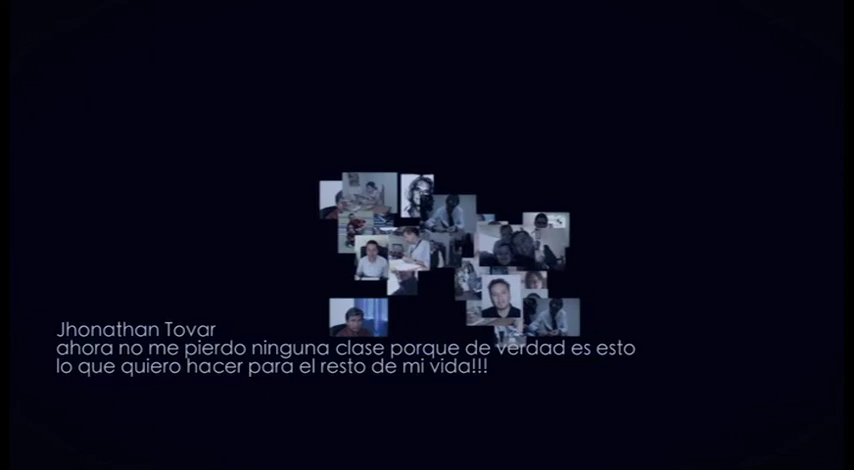 Jhonathan Tovar
ahora no me pierdo ninguna clase porque de verdad es esto
lo que quiero hacer para el resto de mi vida!!!